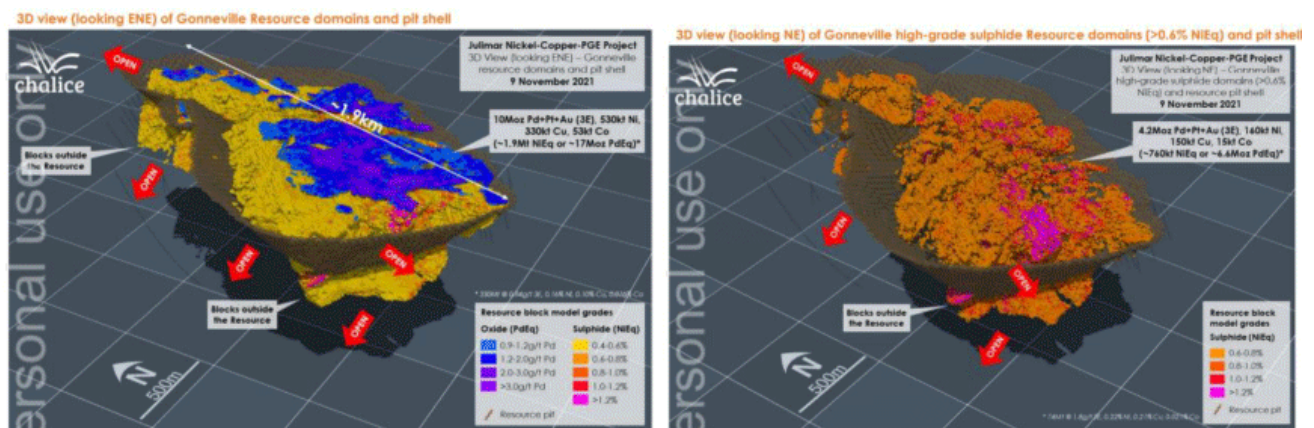 3D view (looking ENE) of Gonneville Resource domains and pit shell
chalice
OPEN
Julimar Nickel-Copper-PGE Project
3D View (looking ENE) – Gonneville
resource domains and pit shell
9 November 2021
~1.9km
10Moz Pd+Pt+Au (3E), 530kt Ni,
330kt Cu, 53kt Co
(~1.9Mt NiEq or ~17Moz PdEq)*
Blocks outside
the Resource
OPEN
OPEN
OPEN
Blocks outside
the Resource
OPEN
N
500m
Resource block model grades
Oxide (PdEq)
0.9-1.2g/t Pd
1.2-2.0g/t Pd
2.0-3.0g/t Pd
>3.0g/t Pd
Sulphide (NiEq)
0.4-0.6%
0.6-0.8%
0.8-1.0%
1.0-1.2%
>1.2%
Resource pit
ersonal use only
3D view (looking NE) of Gonneville high-grade sulphide Resource domains (>0.6% NiEq) and pit shell
chalice
OPEN
Julimar Nickel-Copper-PGE Project
3D View (looking NE) – Gonneville
high-grade sulphide domains (>0.6%
NiEq) and resource pit shell
9 November 2021
4.2Moz Pd+Pt+Au (3E), 160kt Ni,
150kt Cu, 15kt Co
(~760kt NiEq or ~6.6Moz PdEq)*
OPEN
OPEN
Blocks outside
the Resource
OPEN
N
500m
Resource block
model grades
Sulphide (NiEq)
0.6-0.8%
0.8-1.0%
1.0-1.2%
>1.2%
Resource pit
ersonal use only